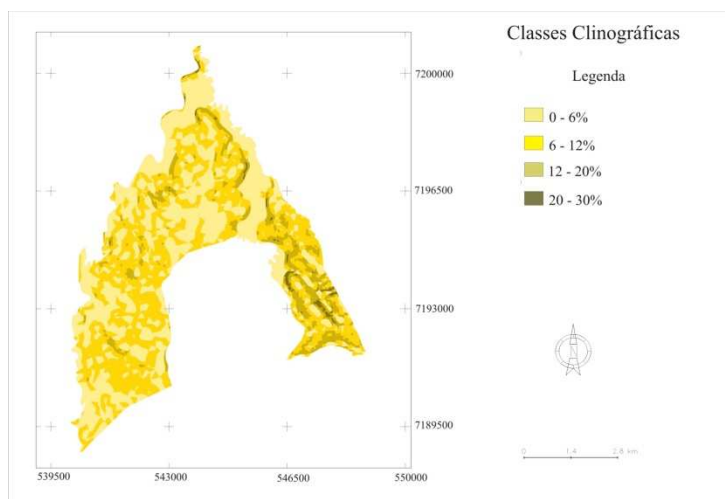 Classes Clinográficas
Legenda
0 - 6%
6 - 12%
12 - 20%
20 - 30%
7200000
7196500
7193000
7189500
539500 543000 546500 550000
0 1.4 2.8 km